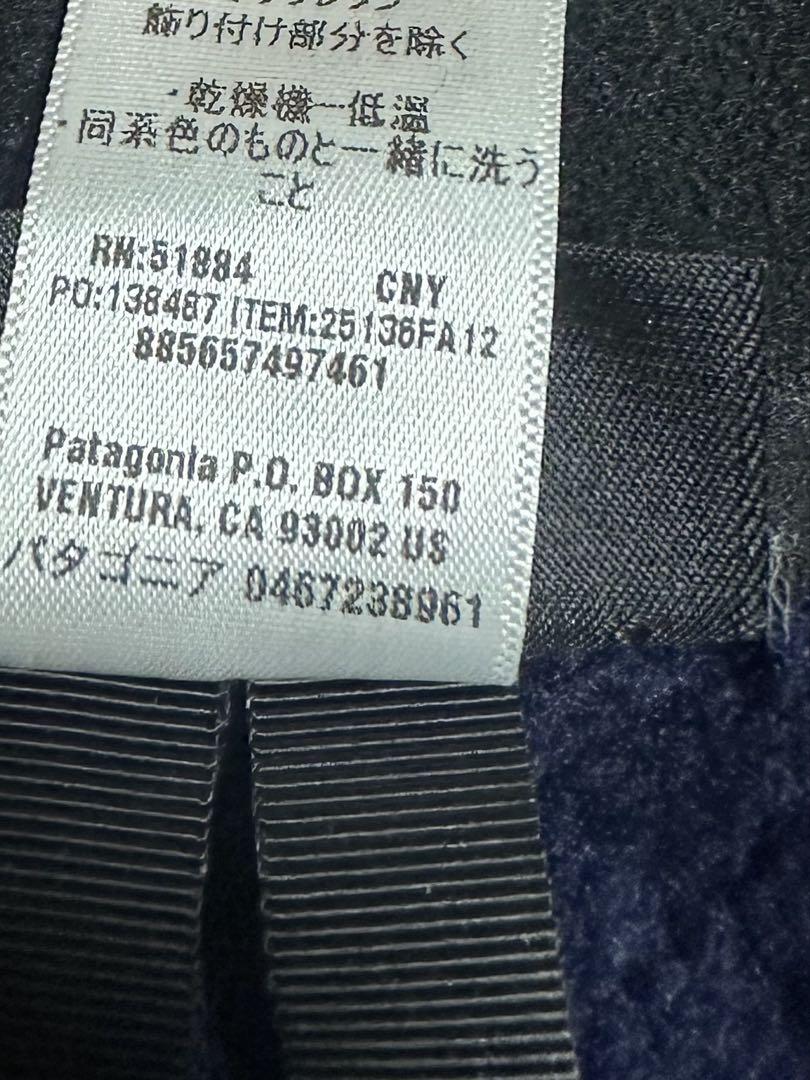 飾り付け部分を除く
・乾燥機ー低温
・同系色のものと一緒に洗う
こと
RN:51884 CNY
PO:138487 ITEM:25136FA12
885657497461
Patagonia P.O. BOX 150
VENTURA, CA 93002 US
パタゴニア 0467238961